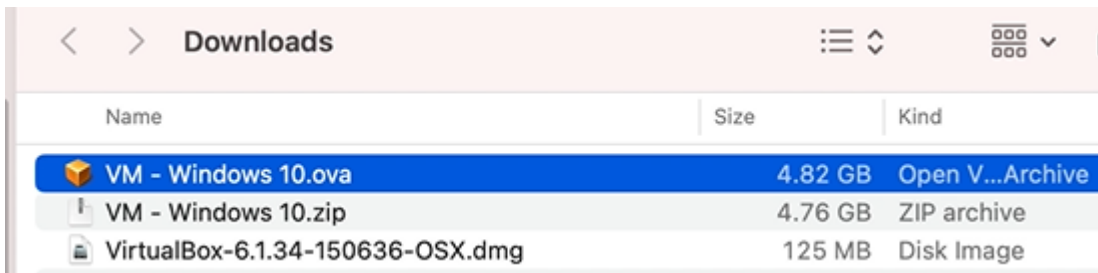 Downloads
Name Size Kind
VM - Windows 10.ova 4.82 GB Open V...Archive
VM - Windows 10.zip 4.76 GB ZIP archive
VirtualBox-6.1.34-150636-OSX.dmg 125 MB Disk Image